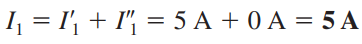 I₁ = I′₁ + I″₁ = 5 A + 0 A = 5 A